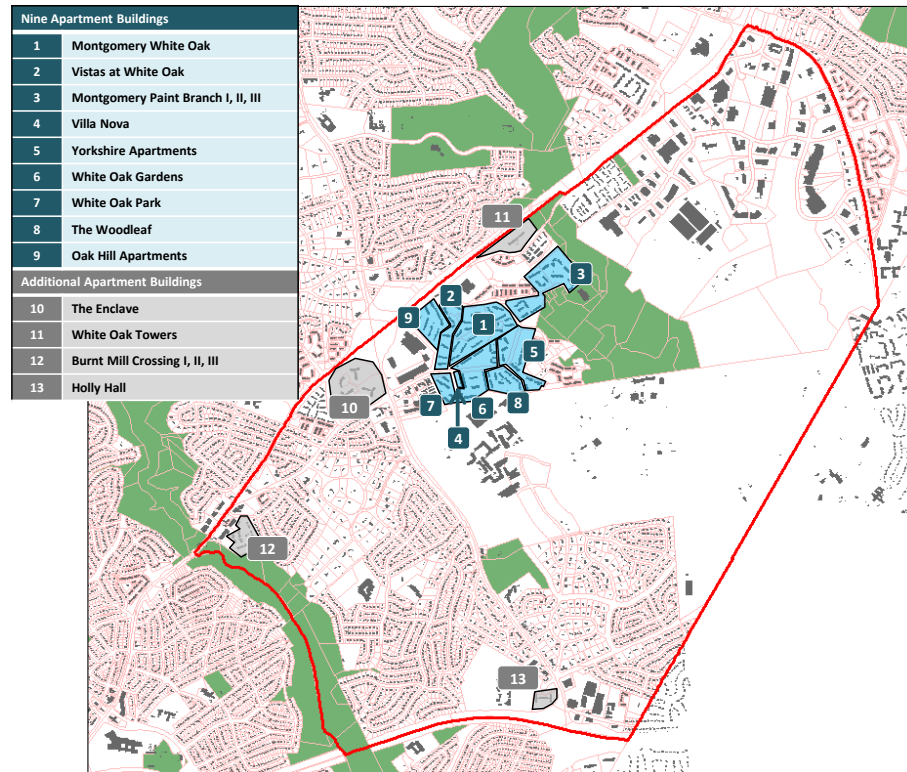 Nine Apartment Buildings
1 Montgomery White Oak
2 Vistas at White Oak
3 Montgomery Paint Branch I, II, III
4 Villa Nova
5 Yorkshire Apartments
6 White Oak Gardens
7 White Oak Park
8 The Woodleaf
9 Oak Hill Apartments
Additional Apartment Buildings
10 The Enclave
11 White Oak Towers
12 Burnt Mill Crossing I, II, III
13 Holly Hall
11
3
2
9
1
5
10
7
6
8
4
12
13